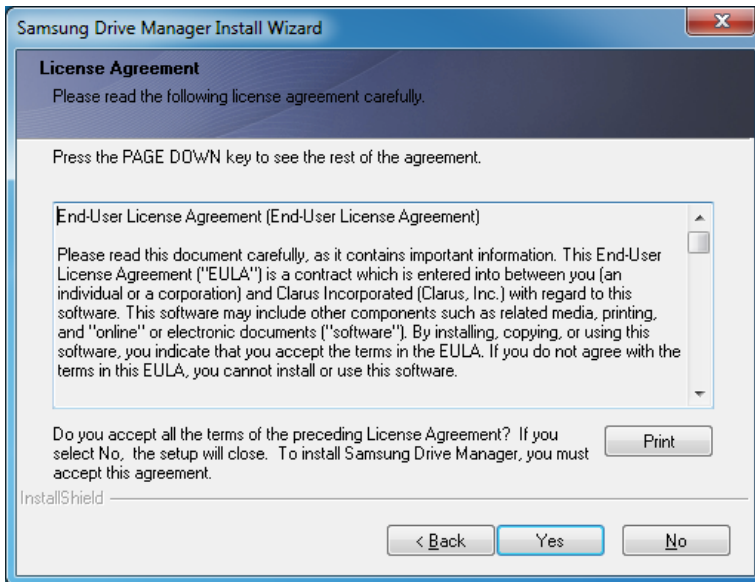 Samsung Drive Manager Install Wizard
License Agreement
Please read the following license agreement carefully.
Press the PAGE DOWN key to see the rest of the agreement.
End-User License Agreement (End-User License Agreement)
Please read this document carefully, as it contains important information. This End-User
License Agreement ("EULA") is a contract which is entered into between you (an
individual or a corporation) and Clarus Incorporated (Clarus, Inc.) with regard to this
software. This software may include other components such as related media, printing,
and "online" or electronic documents ("software"). By installing, copying, or using this
software, you indicate that you accept the terms in the EULA. If you do not agree with the
terms in this EULA, you cannot install or use this software.
Do you accept all the terms of the preceding License Agreement? If you
select No, the setup will close. To install Samsung Drive Manager, you must
accept this agreement.
Print
InstallShield
< Back
Yes
No